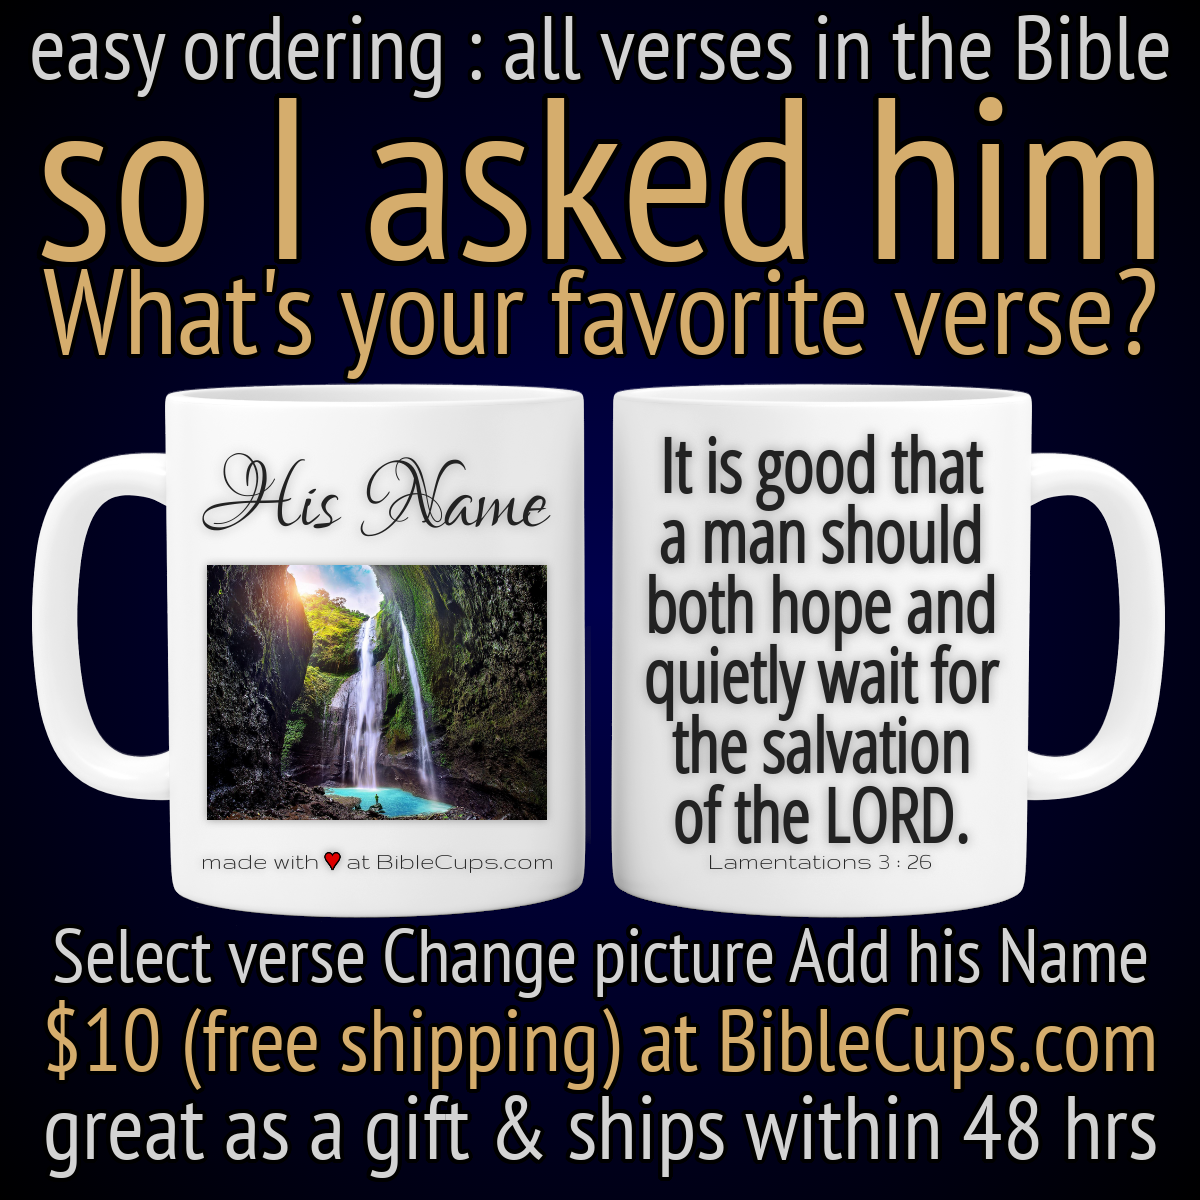 easy ordering : all verses in the Bible
so I asked him
What's your favorite verse?
His Name
made with ♥ at BibleCups.com
It is good that
a man should
both hope and
quietly wait for
the salvation
of the LORD.
Lamentations 3 : 26
Select verse Change picture Add his Name
$10 (free shipping) at BibleCups.com
great as a gift & ships within 48 hrs